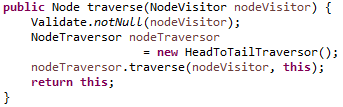 public Node traverse(NodeVisitor nodeVisitor) {
    Validate.notNull(nodeVisitor);
    NodeTraversor nodeTraversor
                    = new HeadToTailTraversor();
    nodeTraversor.traverse(nodeVisitor, this);
    return this;
}